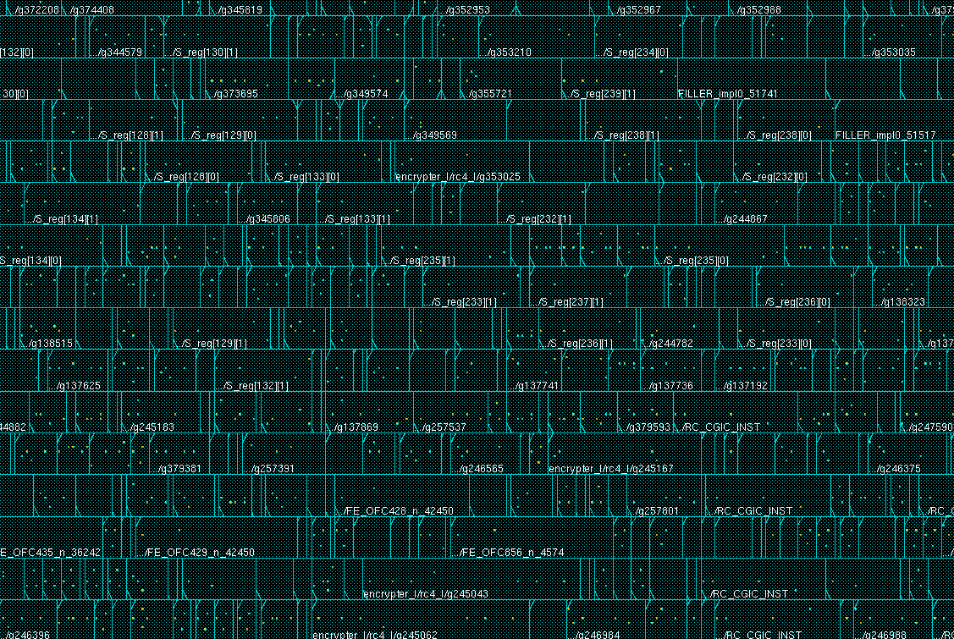 ../g372208 ./g374408 ../g345819 ../g352953 ../g352967 ../g352988
[132][0] ../g344579 ../S_reg[130][1] ../g353210 ../S_reg[234][0] ../g353035
30][0] ../g373695 ../g349574 ../g355721 ../S_reg[239][1] FILLER_impl0_51741
.../S_reg[128][1] ../S_reg[129][0] ../g349569 ../S_reg[238][1] ../S_reg[238][0] FILLER_impl0_51517
../S_reg[128][0] ../S_reg[133][0] encrypter_I/rc4_I/g353025 ../S_reg[232][0]
../S_reg[134][1] .../g345806 ../S_reg[133][1] .../S_reg[232][1] .../g244867
S_reg[134][0] ../S_reg[235][1] ../S_reg[235][0]
../S_reg[233][1] ../S_reg[237][1] ../S_reg[236][0] ../g138323
../g138515 ../S_reg[129][1] ../S_reg[236][1] ../g244782 ../S_reg[233][0]
.../g137625 ../S_reg[132][1] .../g137741 ../g137736 ../g137192
44882] ../g245183 ../g137869 ../g257537 ../g379593 ./RC_CGIC_INST ../g247590
../g379381 ../g257391 ../g246565 encrypter_I/rc4_I/g245167 ../g246375
./FE_OFC428_n_42450 ../g257801 ./RC_CGIC_INST
E_OFC435_n_36242 .../FE_OFC429_n_42450 .../FE_OFC856_n_4574
encrypter_I/rc4_I/g245043 ./RC_CGIC_INST
../g246396 encrypter_I/rc4_I/g245062 .../g246984 .../RC_CGIC_INST ../g246988